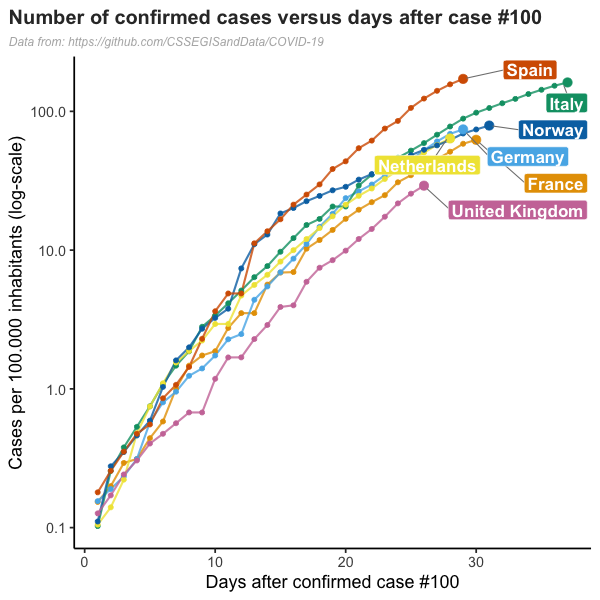 Number of confirmed cases versus days after case #100
Data from: https://github.com/CSSEGISandData/COVID-19
Cases per 100.000 inhabitants (log-scale)
100.0
10.0
1.0
0.1
Spain
Italy
Norway
Germany
Netherlands
France
United Kingdom
0
10
20
30
Days after confirmed case #100